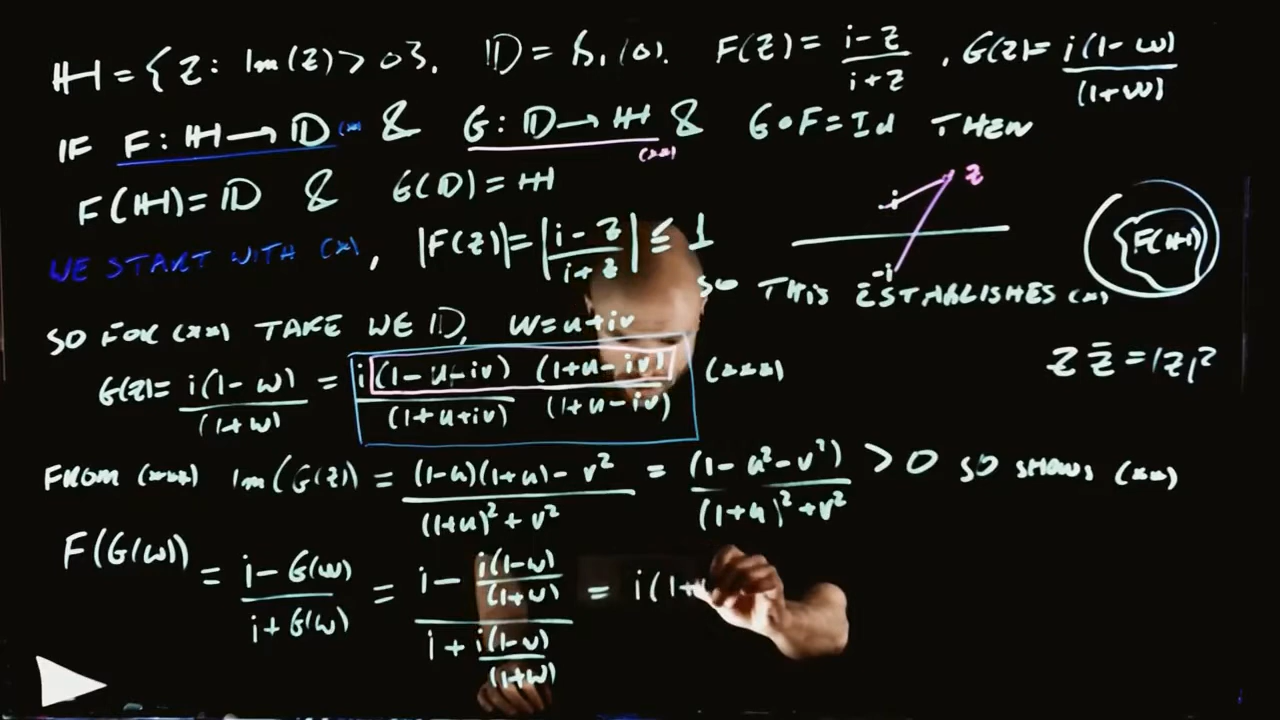 ℍ = {z: Im(z) > 0}, 𝔻 = B₁(0). F(z) = (i-z)/(i+z), G(z) = i(1-w)/(1+w)
IF F: ℍ → 𝔻 (*) & G: 𝔻 → ℍ (**) & G∘F = Id THEN
F(ℍ) = 𝔻 & G(𝔻) = ℍ
i z -i
F(ℍ)
WE START WITH (*), |F(z)| = |(i-z)/(i+z)| ≤ 1
SO THIS ESTABLISHES (*)
SO FOR (**) TAKE W∈𝔻, W = u+iv
z z̄ = |z|²
G(z) = i(1-w)/(1+w) = i(1-u-iv)(1+u-iv)/(1+u+iv)(1+u-iv) (***)
FROM (***) Im(G(z)) = ((1-u)(1+u) - v²)/((1+u)² + v²) = (1-u²-v²)/((1+u)²+v²) > 0 SO SHOWS (**)
F(G(w)) = (i-G(w))/(i+G(w)) = (i - i(1-w)/(1+w))/(i + i(1-w)/(1+w)) = i(1+